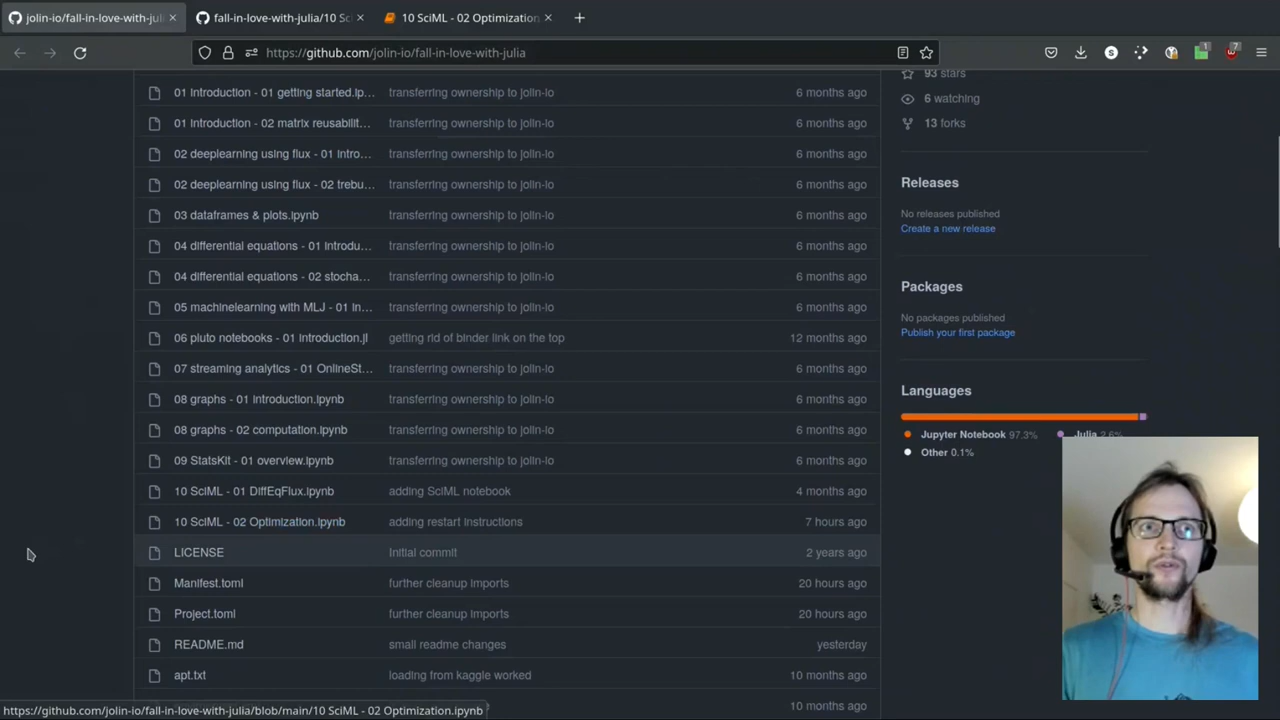 jolin-io/fall-in-love-with-juli
fall-in-love-with-julia/10 Sci
10 SciML - 02 Optimization.
https://github.com/jolin-io/fall-in-love-with-julia
1
7
93 stars
01 introduction - 01 getting started.ip… transferring ownership to jolin-io 6 months ago
6 watching
01 introduction - 02 matrix reusabilit… transferring ownership to jolin-io 6 months ago
13 forks
02 deeplearning using flux - 01 intro… transferring ownership to jolin-io 6 months ago
02 deeplearning using flux - 02 trebu… transferring ownership to jolin-io 6 months ago
Releases
03 dataframes & plots.ipynb transferring ownership to jolin-io 6 months ago
No releases published
Create a new release
04 differential equations - 01 introdu… transferring ownership to jolin-io 6 months ago
04 differential equations - 02 stocha… transferring ownership to jolin-io 6 months ago
Packages
05 machinelearning with MLJ - 01 in… transferring ownership to jolin-io 6 months ago
No packages published
Publish your first package
06 pluto notebooks - 01 introduction.jl getting rid of binder link on the top 12 months ago
07 streaming analytics - 01 OnlineSt… transferring ownership to jolin-io 6 months ago
Languages
08 graphs - 01 introduction.ipynb transferring ownership to jolin-io 6 months ago
08 graphs - 02 computation.ipynb transferring ownership to jolin-io 6 months ago
Jupyter Notebook 97.3% Julia 2.6%
Other 0.1%
09 StatsKit - 01 overview.ipynb transferring ownership to jolin-io 6 months ago
10 SciML - 01 DiffEqFlux.ipynb adding SciML notebook 4 months ago
10 SciML - 02 Optimization.ipynb adding restart instructions 7 hours ago
LICENSE Initial commit 2 years ago
Manifest.toml further cleanup imports 20 hours ago
Project.toml further cleanup imports 20 hours ago
README.md small readme changes yesterday
apt.txt loading from kaggle worked 10 months ago
10 months ago
https://github.com/jolin-io/fall-in-love-with-julia/blob/main/10 SciML - 02 Optimization.ipynb